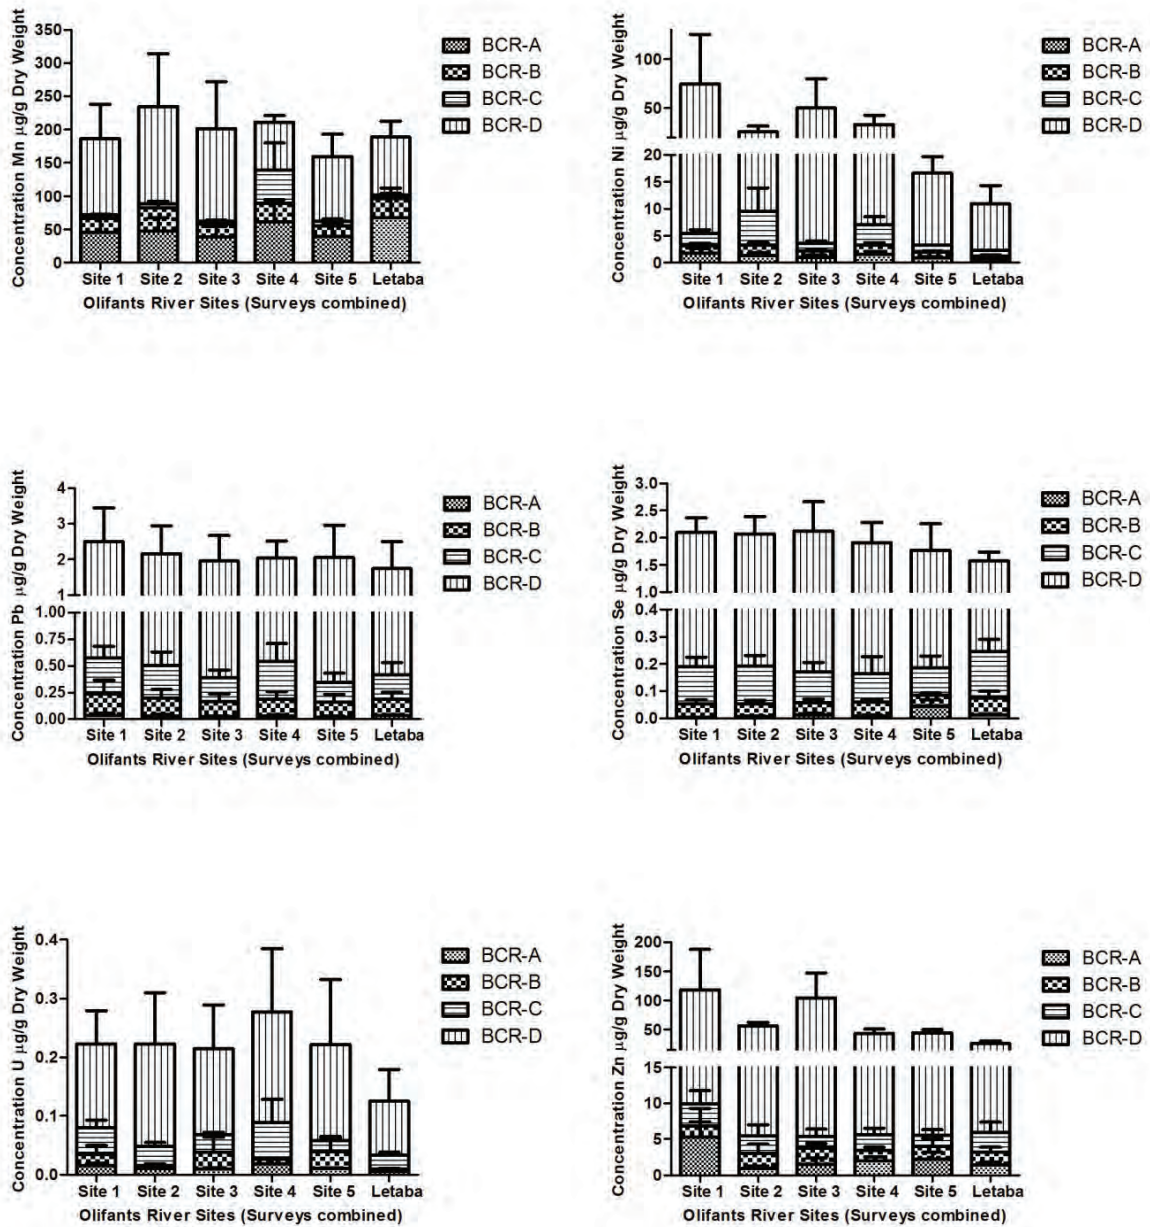 Concentration Mn µg/g Dry Weight
350
300
250
200
150
100
50
0
Site 1 Site 2 Site 3 Site 4 Site 5 Letaba
Olifants River Sites (Surveys combined)
BCR-A
BCR-B
BCR-C
BCR-D
Concentration Ni µg/g Dry Weight
100
50
20
15
10
5
0
Site 1 Site 2 Site 3 Site 4 Site 5 Letaba
Olifants River Sites (Surveys combined)
BCR-A
BCR-B
BCR-C
BCR-D
Concentration Pb µg/g Dry Weight
4
3
2
1
1.00
0.75
0.50
0.25
0.00
Site 1 Site 2 Site 3 Site 4 Site 5 Letaba
Olifants River Sites (Surveys combined)
BCR-A
BCR-B
BCR-C
BCR-D
Concentration Se µg/g Dry Weight
3.0
2.5
2.0
1.5
1.0
0.4
0.3
0.2
0.1
0.0
Site 1 Site 2 Site 3 Site 4 Site 5 Letaba
Olifants River Sites (Surveys combined)
BCR-A
BCR-B
BCR-C
BCR-D
Concentration U µg/g Dry Weight
0.4
0.3
0.2
0.1
0.0
Site 1 Site 2 Site 3 Site 4 Site 5 Letaba
Olifants River Sites (Surveys combined)
BCR-A
BCR-B
BCR-C
BCR-D
Concentration Zn µg/g Dry Weight
200
150
100
50
15
10
5
0
Site 1 Site 2 Site 3 Site 4 Site 5 Letaba
Olifants River Sites (Surveys combined)
BCR-A
BCR-B
BCR-C
BCR-D